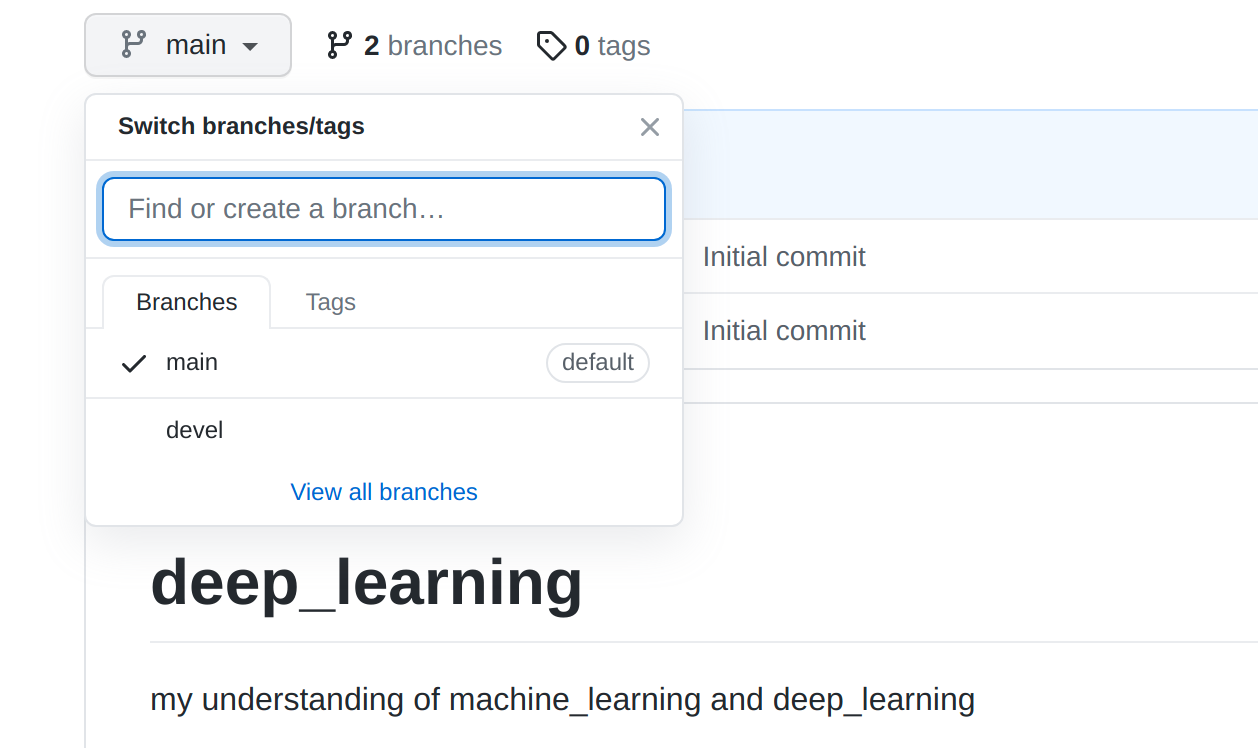 main 2 branches 0 tags
Switch branches/tags
Find or create a branch…
Initial commit
Branches Tags
Initial commit
main default
devel
View all branches
deep_learning
my understanding of machine_learning and deep_learning